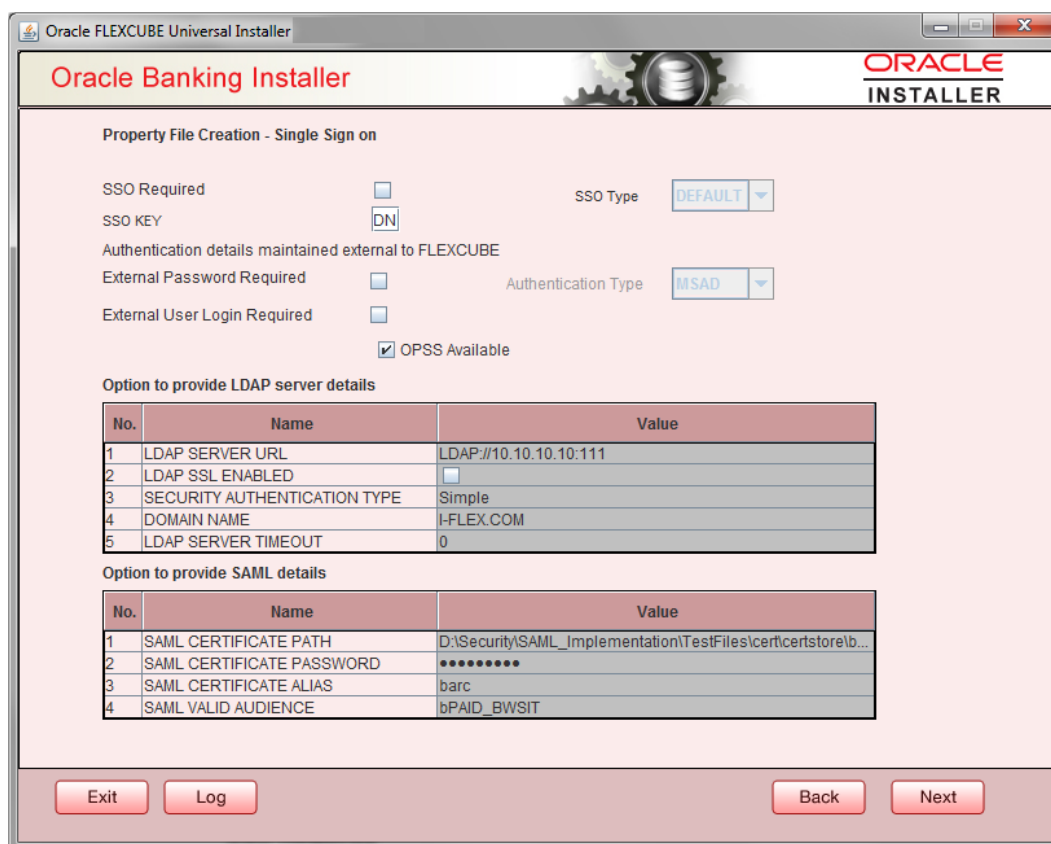 Oracle FLEXCUBE Universal Installer
Oracle Banking Installer
ORACLE
INSTALLER
Property File Creation - Single Sign on
SSO Required
SSO Type DEFAULT
SSO KEY DN
Authentication details maintained external to FLEXCUBE
External Password Required
Authentication Type MSAD
External User Login Required
OPSS Available
Option to provide LDAP server details
No. Name Value
1 LDAP SERVER URL LDAP://10.10.10.10:111
2 LDAP SSL ENABLED
3 SECURITY AUTHENTICATION TYPE Simple
4 DOMAIN NAME I-FLEX.COM
5 LDAP SERVER TIMEOUT 0
Option to provide SAML details
No. Name Value
1 SAML CERTIFICATE PATH D:\Security\SAML_Implementation\TestFiles\cert\certstore\b...
2 SAML CERTIFICATE PASSWORD •••••••••
3 SAML CERTIFICATE ALIAS barc
4 SAML VALID AUDIENCE bPAID_BWSIT
Exit Log Back Next